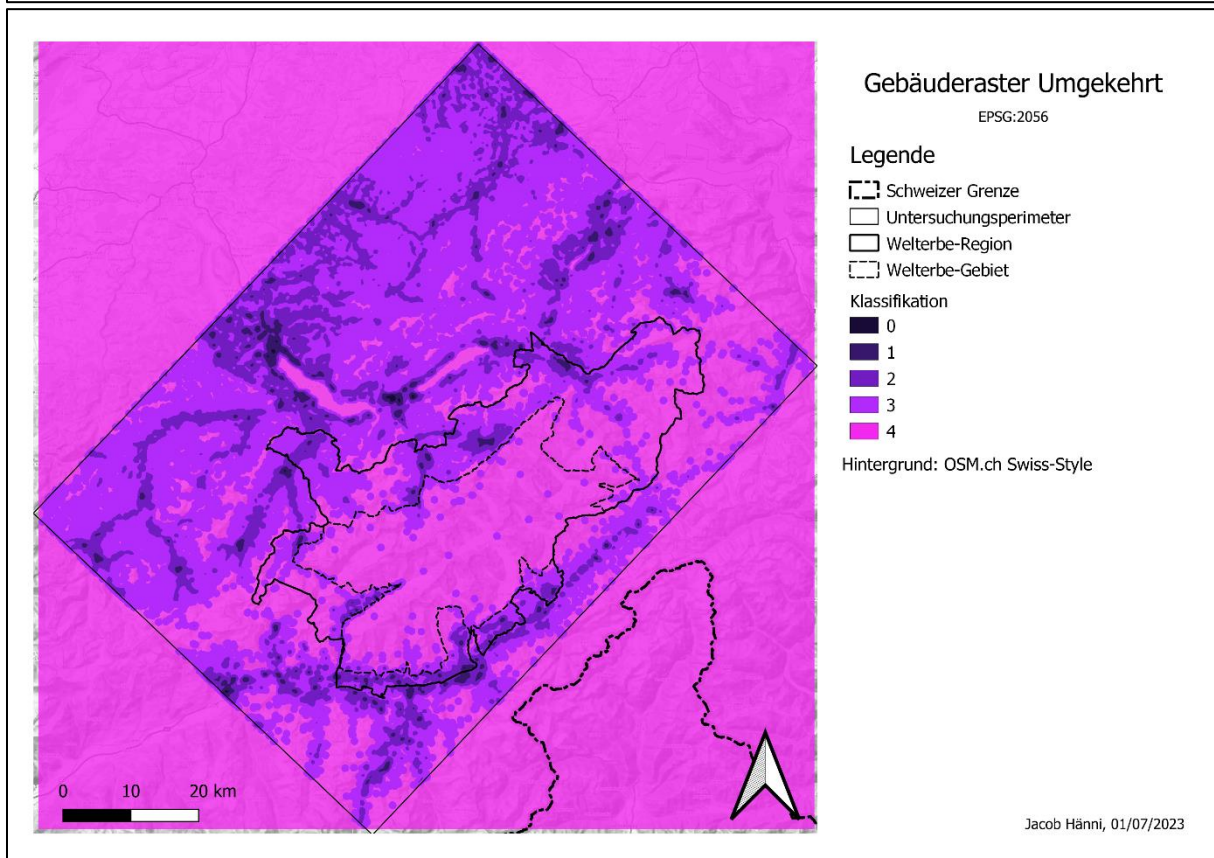 Gebäuderaster Umgekehrt
EPSG:2056
Legende
Schweizer Grenze
Untersuchungsperimeter
Welterbe-Region
Welterbe-Gebiet
Klassifikation
0
1
2
3
4
Hintergrund: OSM.ch Swiss-Style
0 10 20 km
Jacob Hänni, 01/07/2023